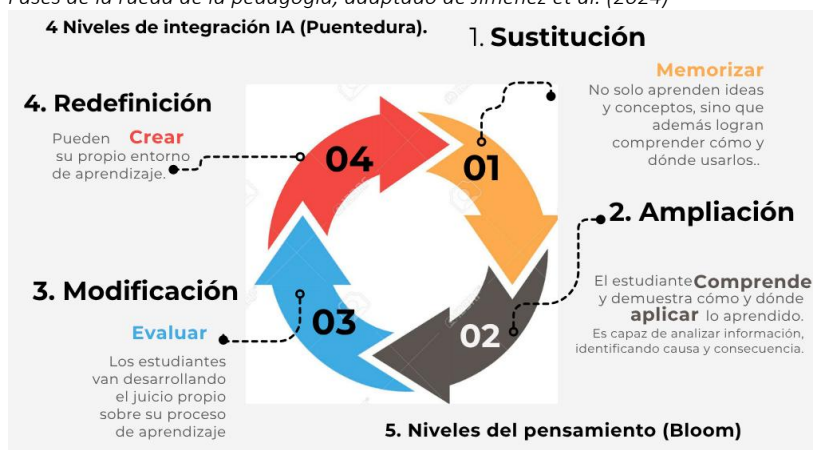 Fases de la rueda de la pedagogía, adaptado de Jiménez et al. (2024)
4 Niveles de integración IA (Puentedura).
1. Sustitución
Memorizar
No solo aprenden ideas
y conceptos, sino que
además logran
comprender cómo y
dónde usarlos..
01
2. Ampliación
El estudiante Comprende
y demuestra cómo y dónde
aplicar lo aprendido.
Es capaz de analizar información,
identificando causa y consecuencia.
02
3. Modificación
Evaluar
Los estudiantes
van desarrollando
el juicio propio
sobre su proceso
de aprendizaje
03
4. Redefinición
Pueden Crear
su propio entorno
de aprendizaje.
04
5. Niveles del pensamiento (Bloom)